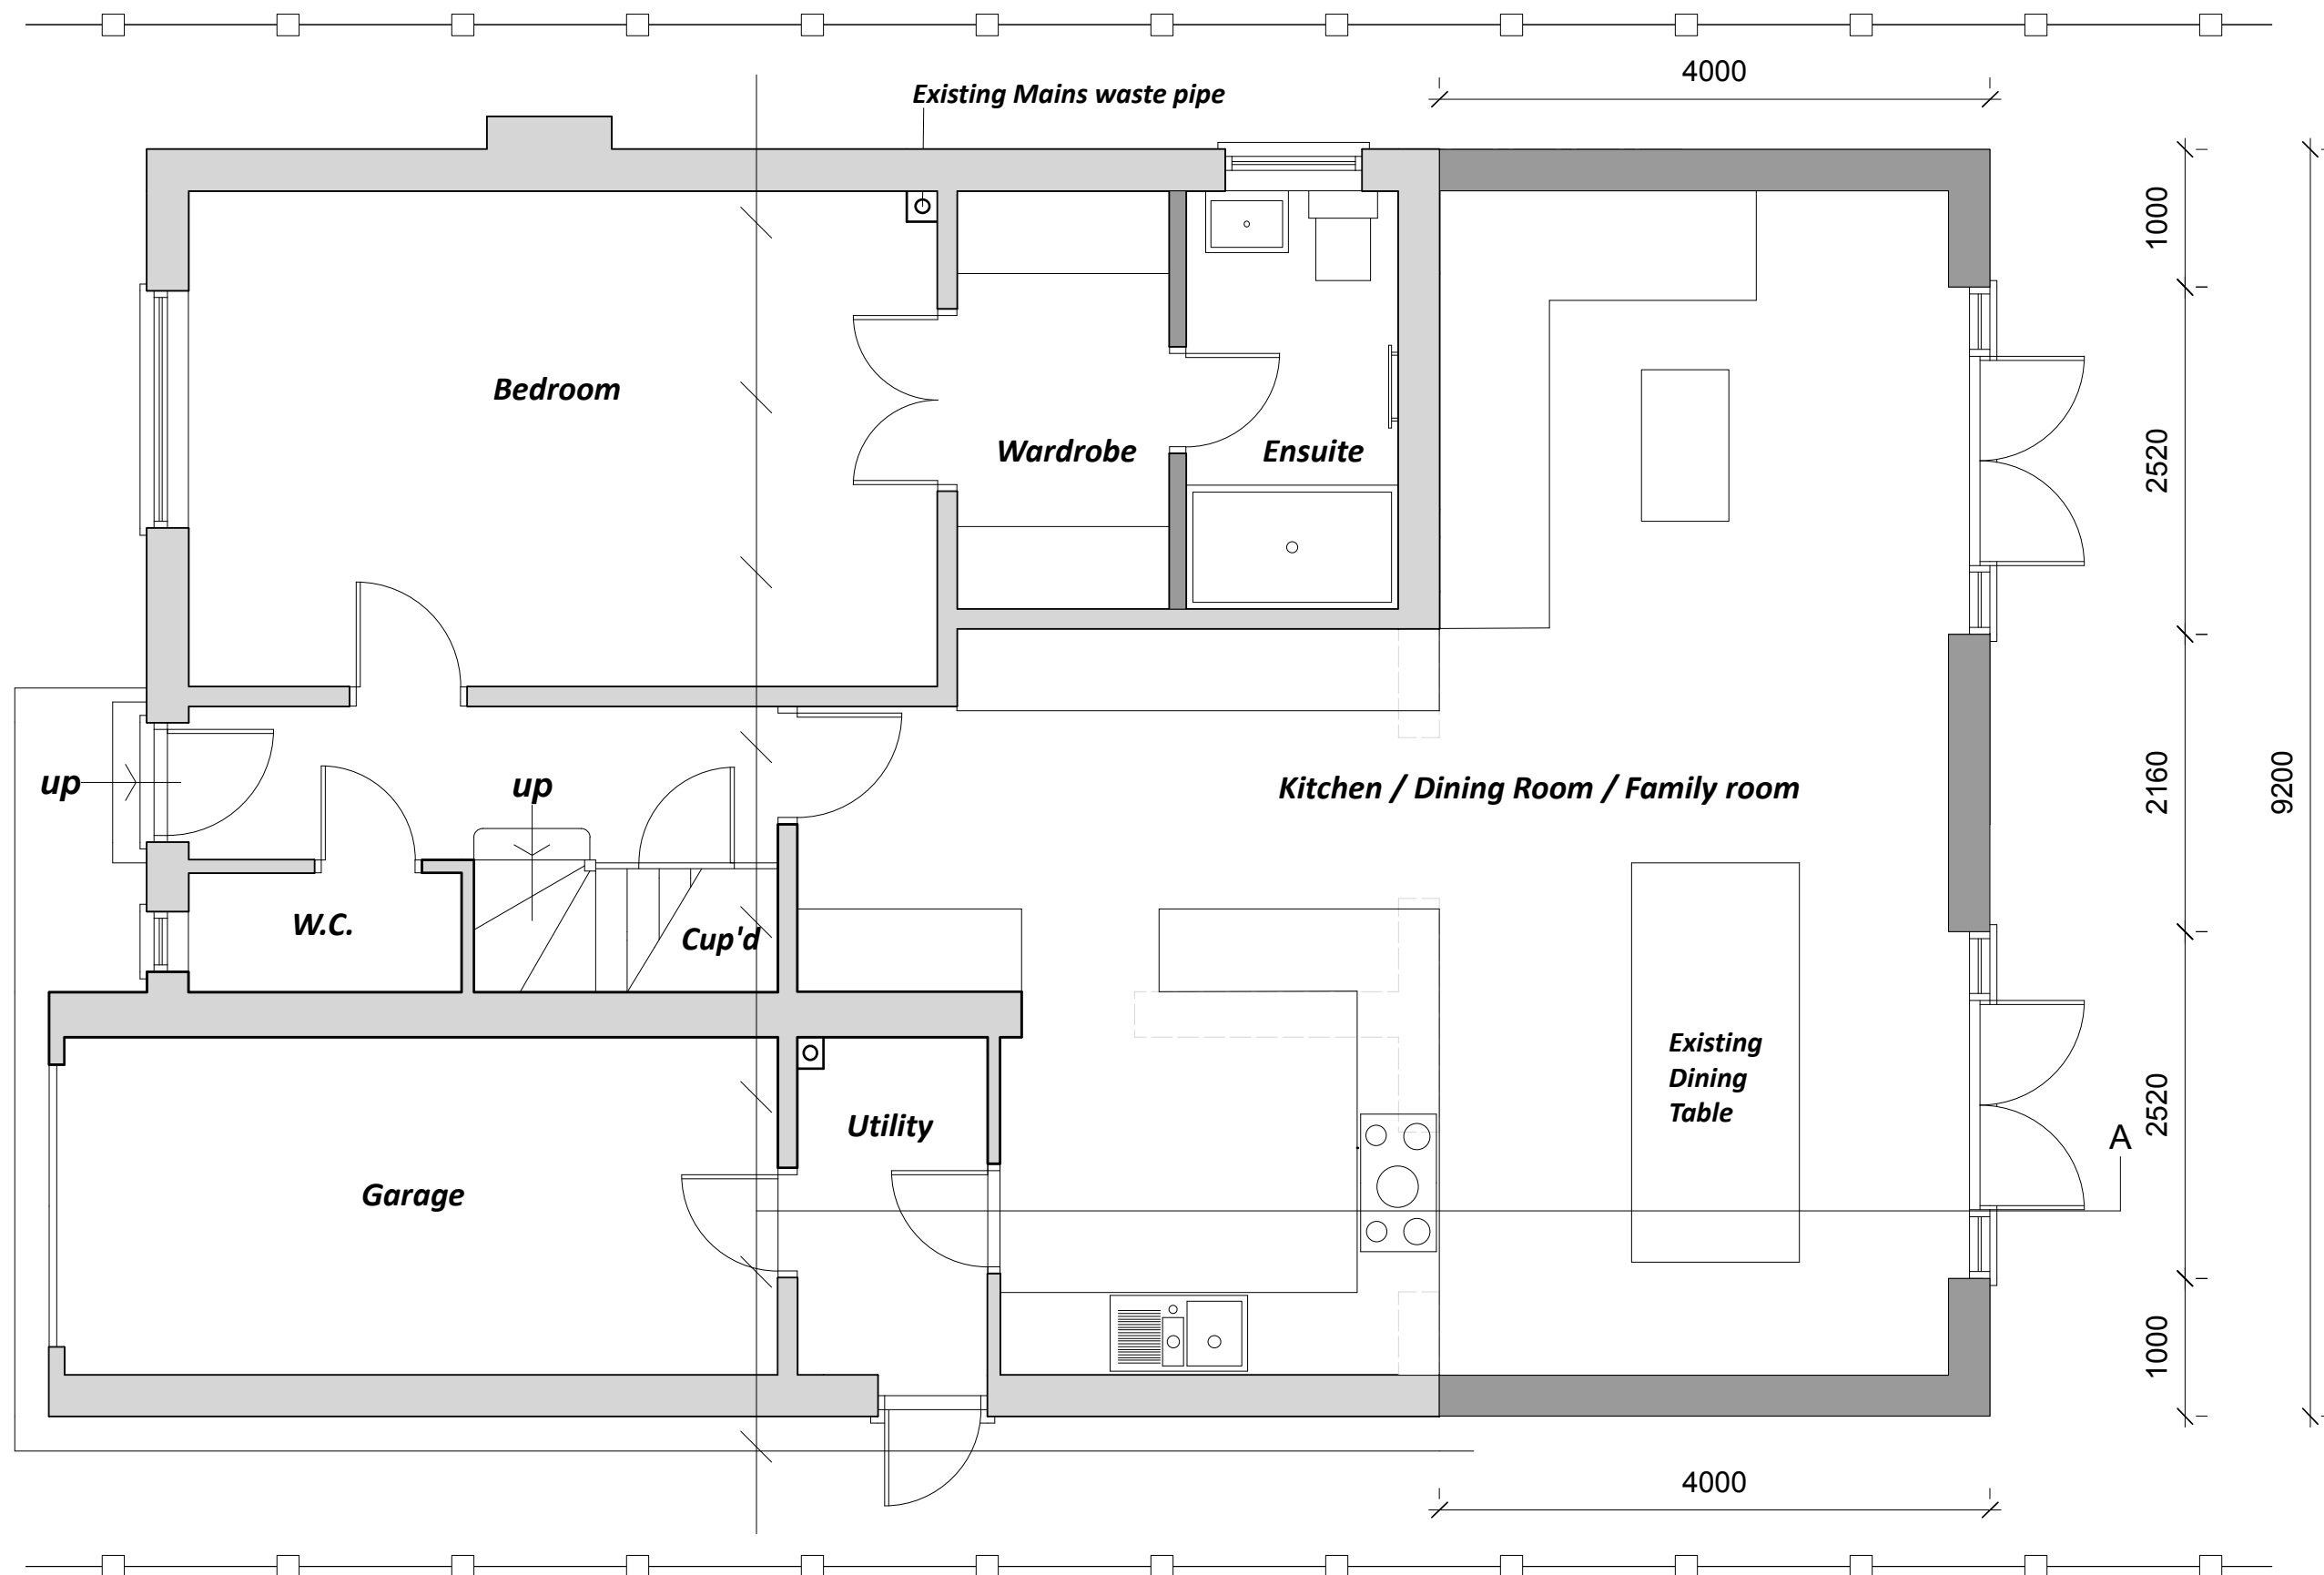 4000
Existing Mains waste pipe
1000
Bedroom
Wardrobe
Ensuite
2520
up
up
Kitchen / Dining Room / Family room
2160
9200
W.C.
Cup'd
Existing
Dining
Table
Utility
2520
A
Garage
1000
4000